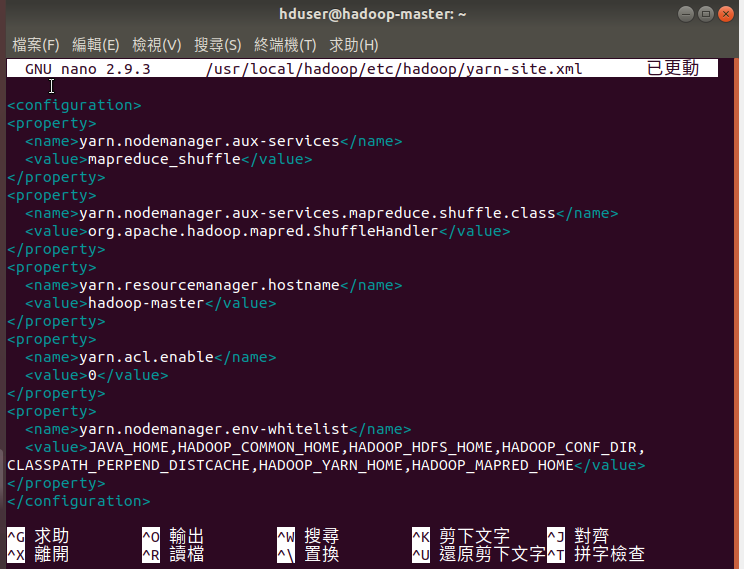 hduser@hadoop-master: ~
檔案(F) 編輯(E) 檢視(V) 搜尋(S) 終端機(T) 求助(H)
GNU nano 2.9.3 /usr/local/hadoop/etc/hadoop/yarn-site.xml 已更動
<configuration>
<property>
<name>yarn.nodemanager.aux-services</name>
<value>mapreduce_shuffle</value>
</property>
<property>
<name>yarn.nodemanager.aux-services.mapreduce.shuffle.class</name>
<value>org.apache.hadoop.mapred.ShuffleHandler</value>
</property>
<property>
<name>yarn.resourcemanager.hostname</name>
<value>hadoop-master</value>
</property>
<property>
<name>yarn.acl.enable</name>
<value>0</value>
</property>
<property>
<name>yarn.nodemanager.env-whitelist</name>
<value>JAVA_HOME,HADOOP_COMMON_HOME,HADOOP_HDFS_HOME,HADOOP_CONF_DIR,
CLASSPATH_PERPEND_DISTCACHE,HADOOP_YARN_HOME,HADOOP_MAPRED_HOME</value>
</property>
</configuration>
^G 求助 ^O 輸出 ^W 搜尋 ^K 剪下文字 ^J 對齊
^X 離開 ^R 讀檔 ^\ 置換 ^U 還原剪下文字 ^T 拼字檢查